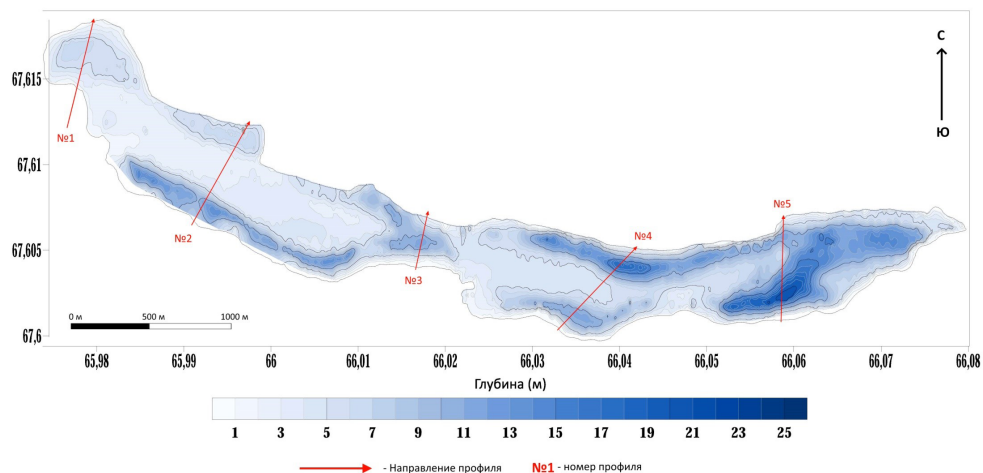 С
67,615
№1
67,61
№5
№2
№4
67,605
№3
0 м 500 м 1000 м
67,6
Ю
65,98 65,99 66 66,01 66,02 66,03 66,04 66,05 66,06 66,07 66,08
Глубина (м)
1 3 5 7 9 11 13 15 17 19 21 23 25
- Направление профиля №1 - номер профиля